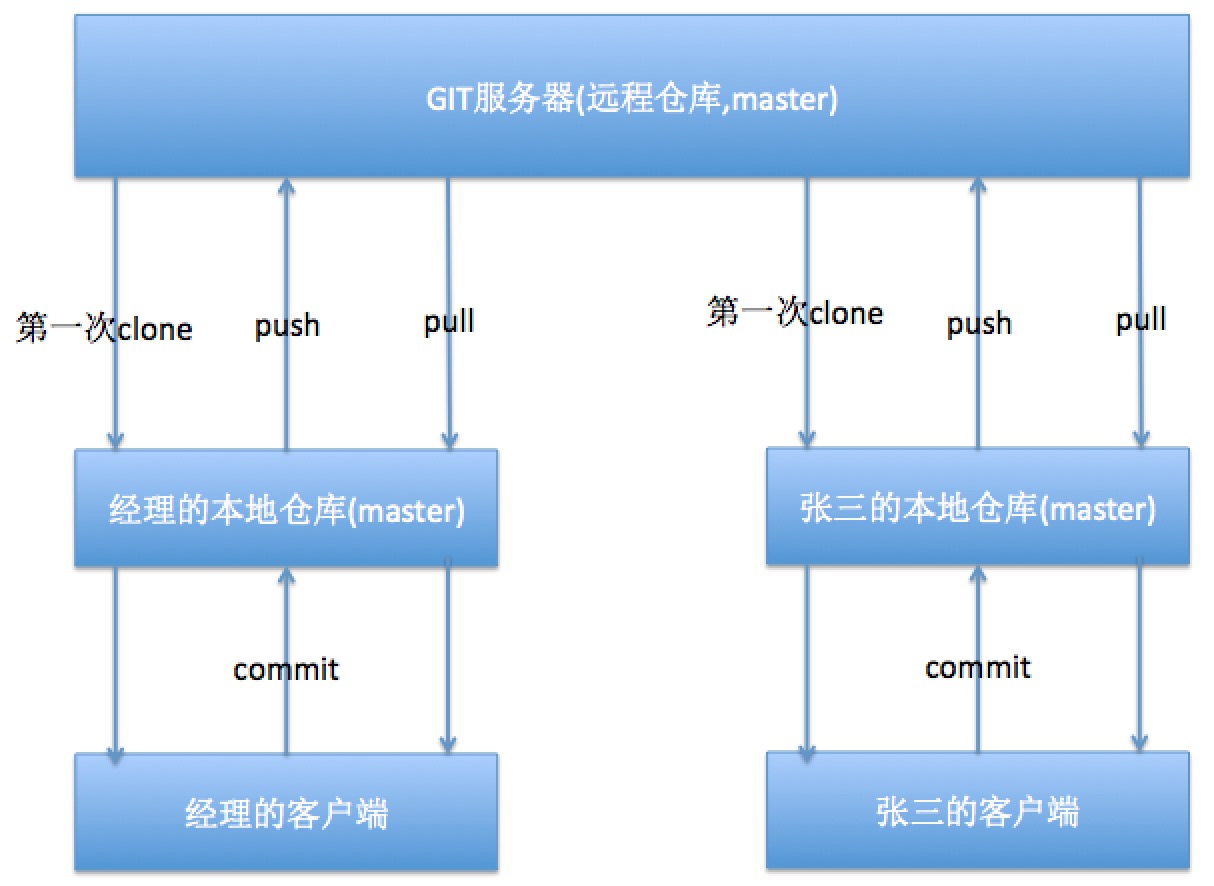 GIT服务器(远程仓库,master)
第一次clone
push
pull
第一次clone
push
pull
经理的本地仓库(master)
张三的本地仓库(master)
commit
commit
经理的客户端
张三的客户端